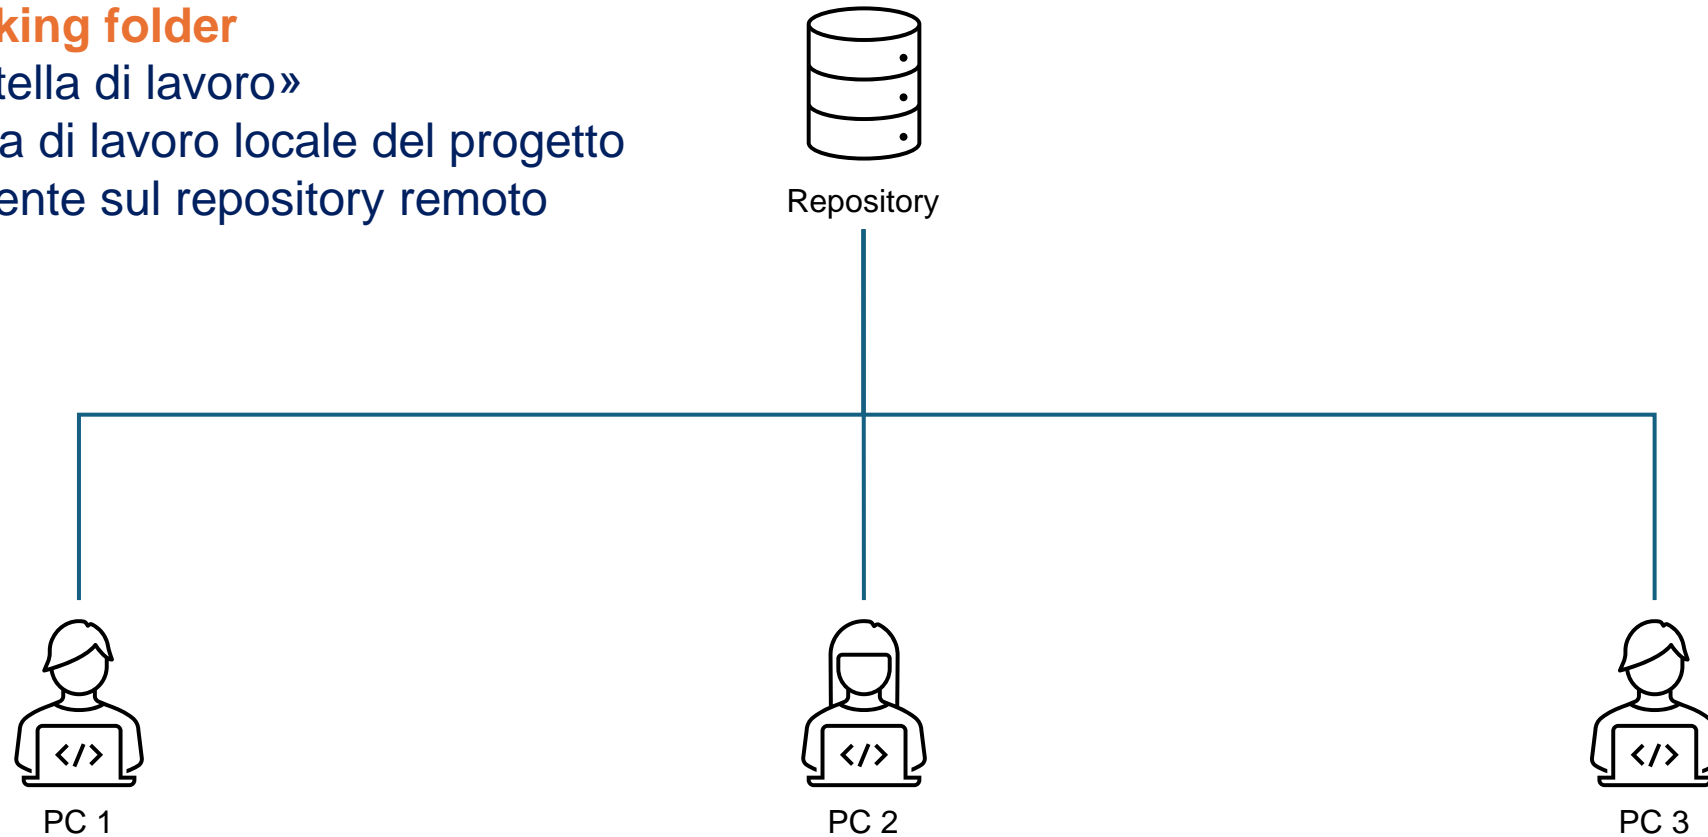 king folder
tella di lavoro»
a di lavoro locale del progetto
ente sul repository remoto
Repository
</>
</>
</>
PC 1
PC 2
PC 3